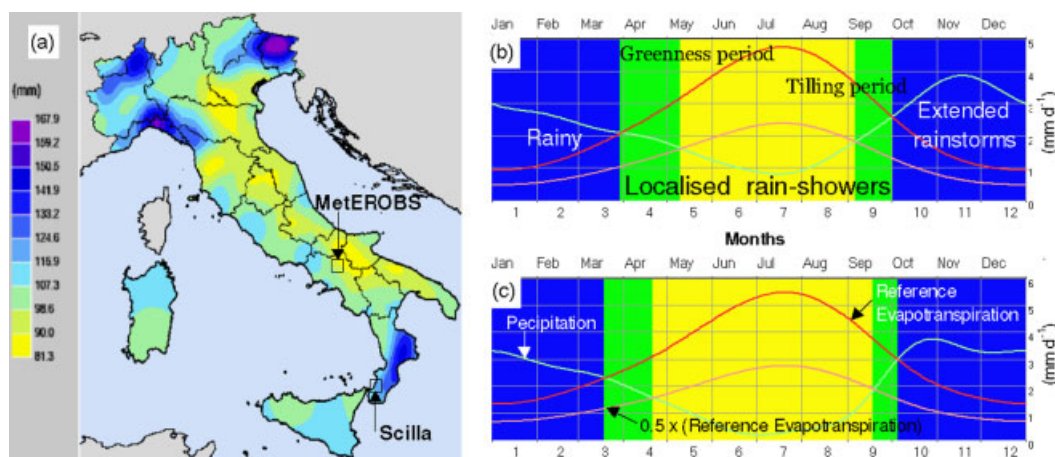 (a)
(mm)
167.9
159.2
150.5
141.9
133.2
124.6
116.0
107.3
98.6
90.0
81.3
MetEROBS
Scilla
Jan Feb Mar Apr May Jun Jul Aug Sep Oct Nov Dec
(b)
Greenness period
Tilling period
Rainy
Extended
rainstorms
Localised rain-showers
5
4
3
2
1
0
(mm d⁻¹)
1 2 3 4 5 6 7 8 9 10 11 12
Months
Jan Feb Mar Apr May Jun Jul Aug Sep Oct Nov Dec
(c)
Pecipitation
Reference
Evapotranspiration
0.5 x (Reference Evapotranspiration)
6
5
4
3
2
1
0
(mm d⁻¹)
1 2 3 4 5 6 7 8 9 10 11 12